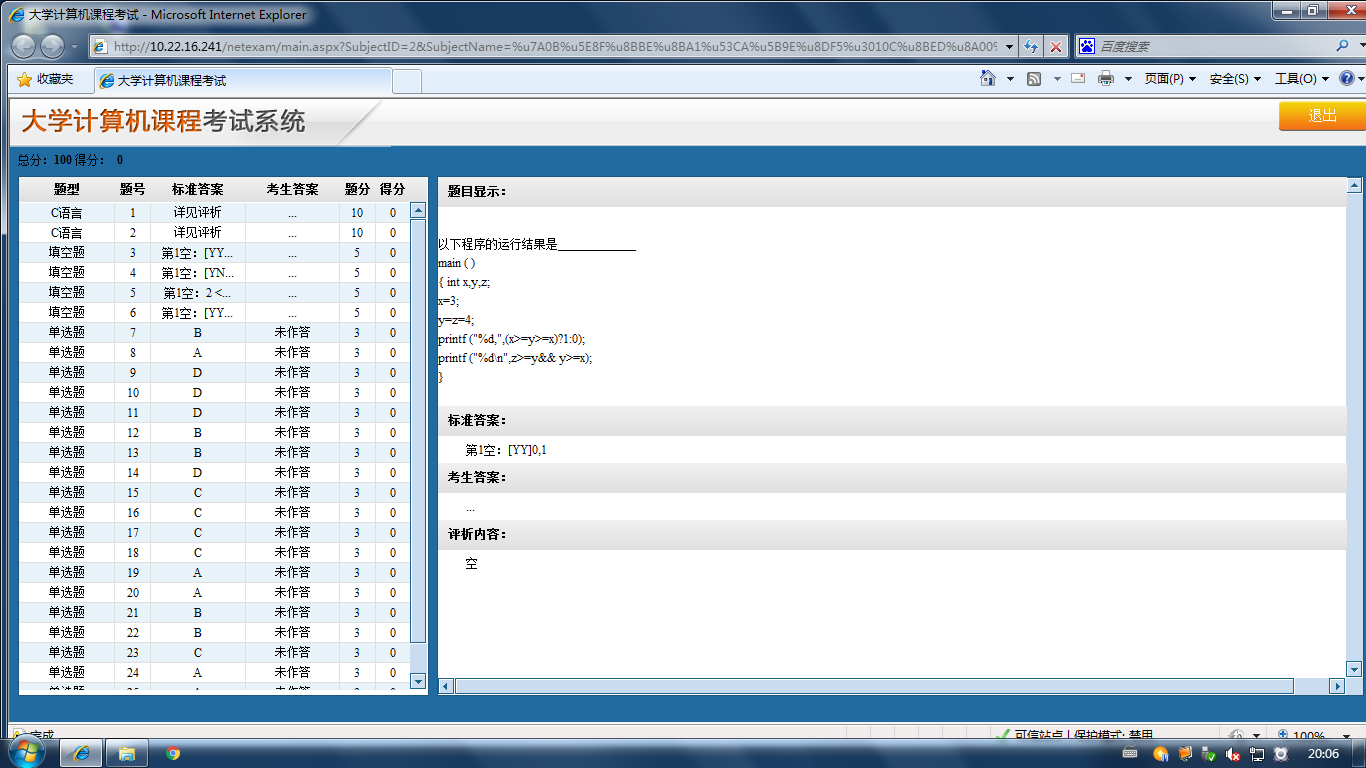 大学计算机课程考试 - Microsoft Internet Explorer
http://10.22.16.241/netexam/main.aspx?SubjectID=2&SubjectName=%u7A0B%u5E8F%u8BBE%u8BA1%u53CA%u5B9E%u8DF5%u3010C%u8BED%u8A009
百度搜索
收藏夹
大学计算机课程考试
页面(P)
安全(S)
工具(O)
大学计算机课程考试系统
退出
总分: 100 得分: 0
题型 题号 标准答案 考生答案 题分 得分
C语言 1 详见评析 ... 10 0
C语言 2 详见评析 ... 10 0
填空题 3 第1空: [YY... ... 5 0
填空题 4 第1空: [YN... ... 5 0
填空题 5 第1空: 2 <... ... 5 0
填空题 6 第1空: [YY... ... 5 0
单选题 7 B 未作答 3 0
单选题 8 A 未作答 3 0
单选题 9 D 未作答 3 0
单选题 10 D 未作答 3 0
单选题 11 D 未作答 3 0
单选题 12 B 未作答 3 0
单选题 13 B 未作答 3 0
单选题 14 D 未作答 3 0
单选题 15 C 未作答 3 0
单选题 16 C 未作答 3 0
单选题 17 C 未作答 3 0
单选题 18 C 未作答 3 0
单选题 19 A 未作答 3 0
单选题 20 A 未作答 3 0
单选题 21 B 未作答 3 0
单选题 22 B 未作答 3 0
单选题 23 C 未作答 3 0
单选题 24 A 未作答 3 0
题目显示:
以下程序的运行结果是_____________
main ( )
{ int x,y,z;
x=3;
y=z=4;
printf ("%d,",(x>=y>=x)?1:0);
printf ("%d\n",z>=y&& y>=x);
}
标准答案:
第1空: [YY]0,1
考生答案:
...
评析内容:
空
完成
可信站点 | 保护模式: 禁用
100%
20:06